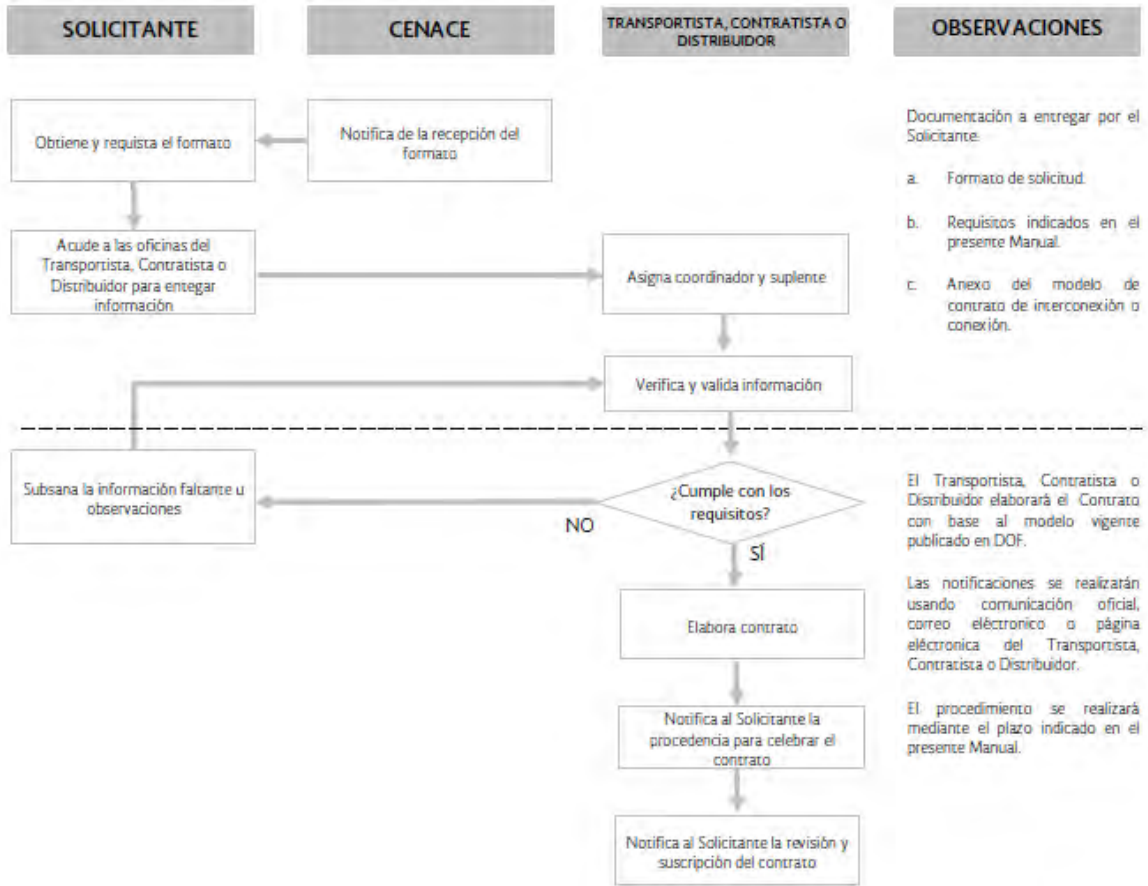 SOLICITANTE
CENACE
TRANSPORTISTA, CONTRATISTA O
DISTRIBUIDOR
OBSERVACIONES
Obtiene y requista el formato
Notifica de la recepción del
formato
Documentación a entregar por el
Solicitante.
a. Formato de solicitud.
b. Requisitos indicados en el
presente Manual.
c. Anexo del modelo de
contrato de interconexión o
conexión.
Acude a las oficinas del
Transportista, Contratista o
Distribuidor para entegar
información
Asigna coordinador y suplente
Verifica y valida información
Subsana la información faltante u
observaciones
¿Cumple con los
requisitos?
NO
SÍ
El Transportista, Contratista o
Distribuidor elaborará el Contrato
con base al modelo vigente
publicado en DOF.
Las notificaciones se realizarán
usando comunicación oficial,
correo eléctronico o página
eléctronica del Transportista,
Contratista o Distribuidor.
El procedimiento se realizará
mediante el plazo indicado en el
presente Manual.
Elabora contrato
Notifica al Solicitante la
procedencia para celebrar el
contrato
Notifica al Solicitante la revisión y
suscripción del contrato